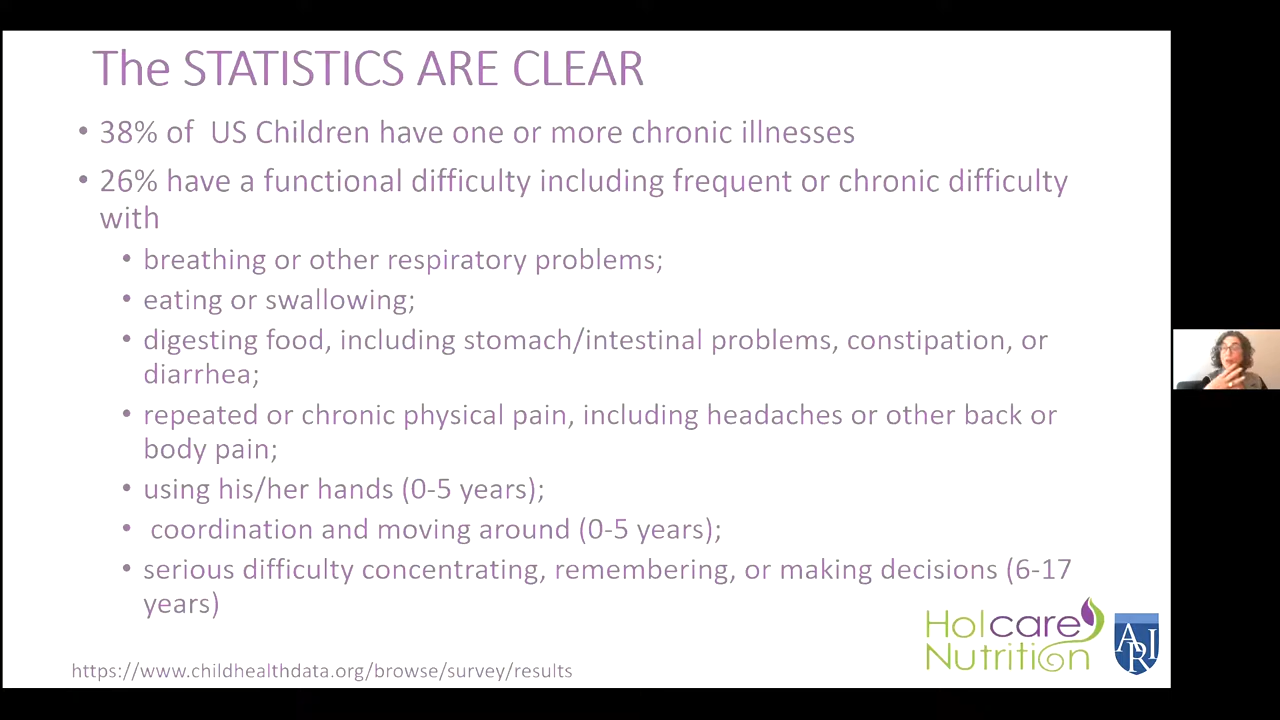 The STATISTICS ARE CLEAR
• 38% of US Children have one or more chronic illnesses
• 26% have a functional difficulty including frequent or chronic difficulty
with
• breathing or other respiratory problems;
• eating or swallowing;
• digesting food, including stomach/intestinal problems, constipation, or
diarrhea;
• repeated or chronic physical pain, including headaches or other back or
body pain;
• using his/her hands (0-5 years);
• coordination and moving around (0-5 years);
• serious difficulty concentrating, remembering, or making decisions (6-17
years)
Holcare
Nutrition
ARI
https://www.childhealthdata.org/browse/survey/results